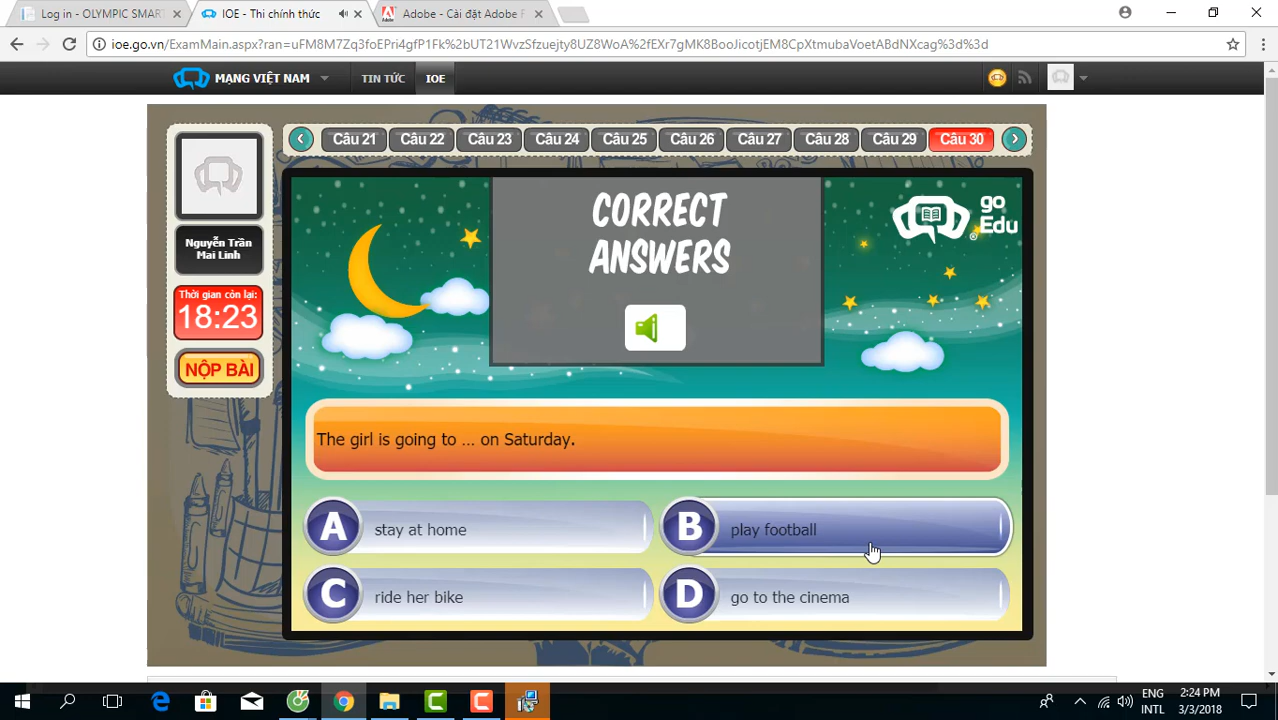 Log in - OLYMPIC SMART
IOE - Thi chính thức
Adobe - Cài đặt Adobe F
ioe.go.vn/ExamMain.aspx?ran=uFM8M7Zq3foEPri4gfP1Fk%2bUT21WvzSfzuejty8UZ8WoA%2fEXr7gMK8BooJicotjEM8CpXtmubaVoetABdNXcag%3d%3d
MẠNG VIỆT NAM
TIN TỨC
IOE
Câu 21
Câu 22
Câu 23
Câu 24
Câu 25
Câu 26
Câu 27
Câu 28
Câu 29
Câu 30
Nguyễn Trần
Mai Linh
Thời gian còn lại:
18:23
NỘP BÀI
CORRECT
ANSWERS
go
Edu
The girl is going to ... on Saturday.
A stay at home
B play football
C ride her bike
D go to the cinema
ENG
INTL
2:24 PM
3/3/2018